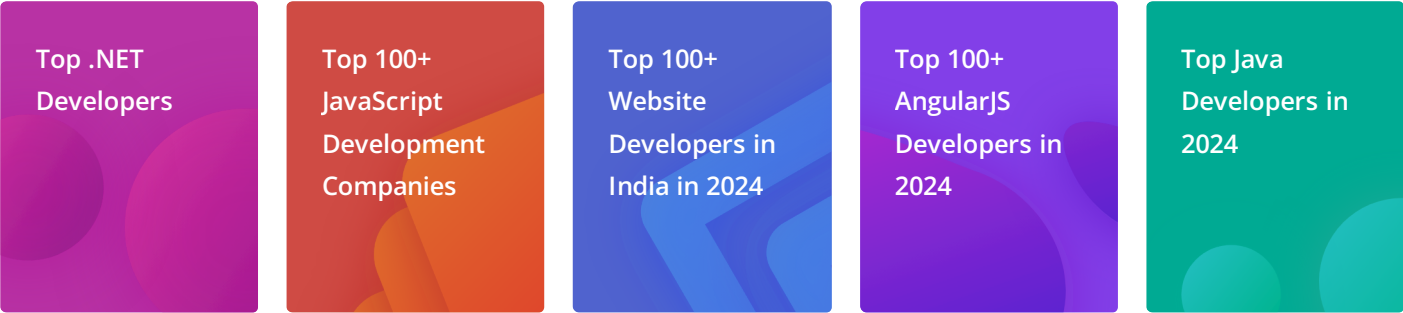 Top .NET
Developers
Top 100+
JavaScript
Development
Companies
Top 100+
Website
Developers in
India in 2024
Top 100+
AngularJS
Developers in
2024
Top Java
Developers in
2024